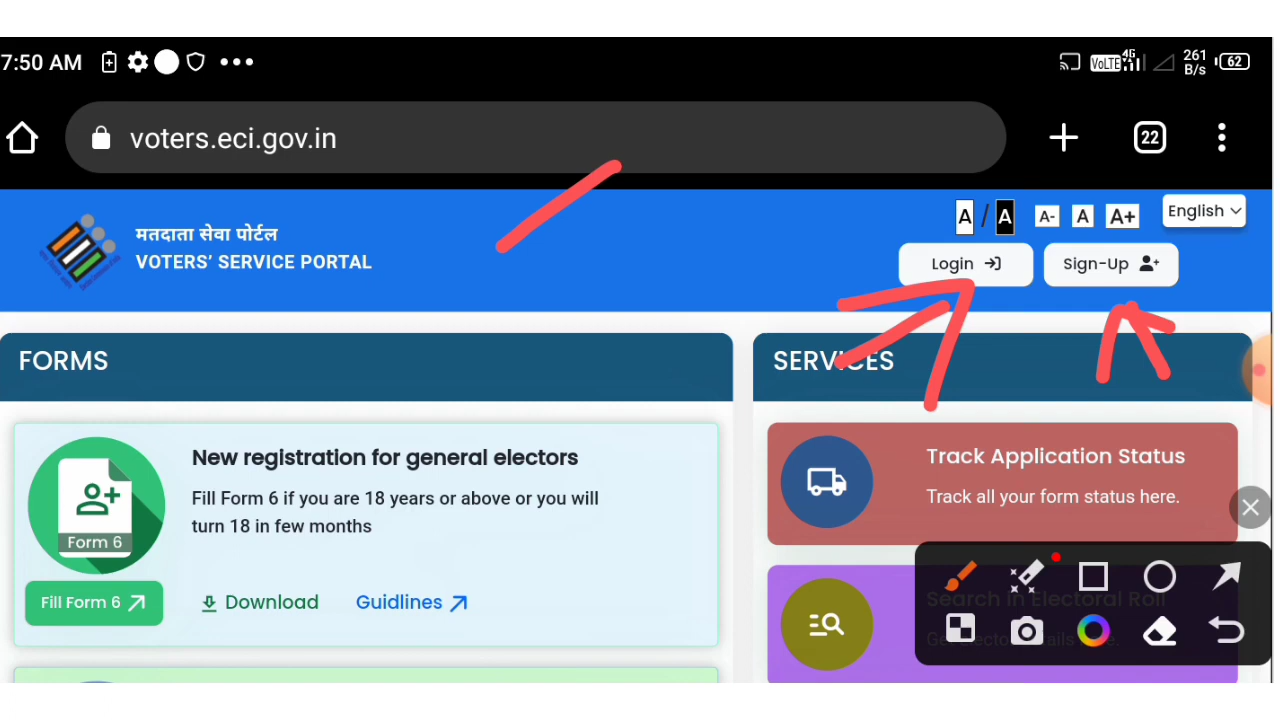 7:50 AM
VoLTE 4G 261 B/s 62
voters.eci.gov.in
22
A / A A- A A+ English
मतदाता सेवा पोर्टल
VOTERS' SERVICE PORTAL
Login Sign-Up
FORMS
SERVICES
New registration for general electors
Fill Form 6 if you are 18 years or above or you will
turn 18 in few months
Form 6
Fill Form 6 Download Guidlines
Track Application Status
Track all your form status here.
Search in Electoral Roll